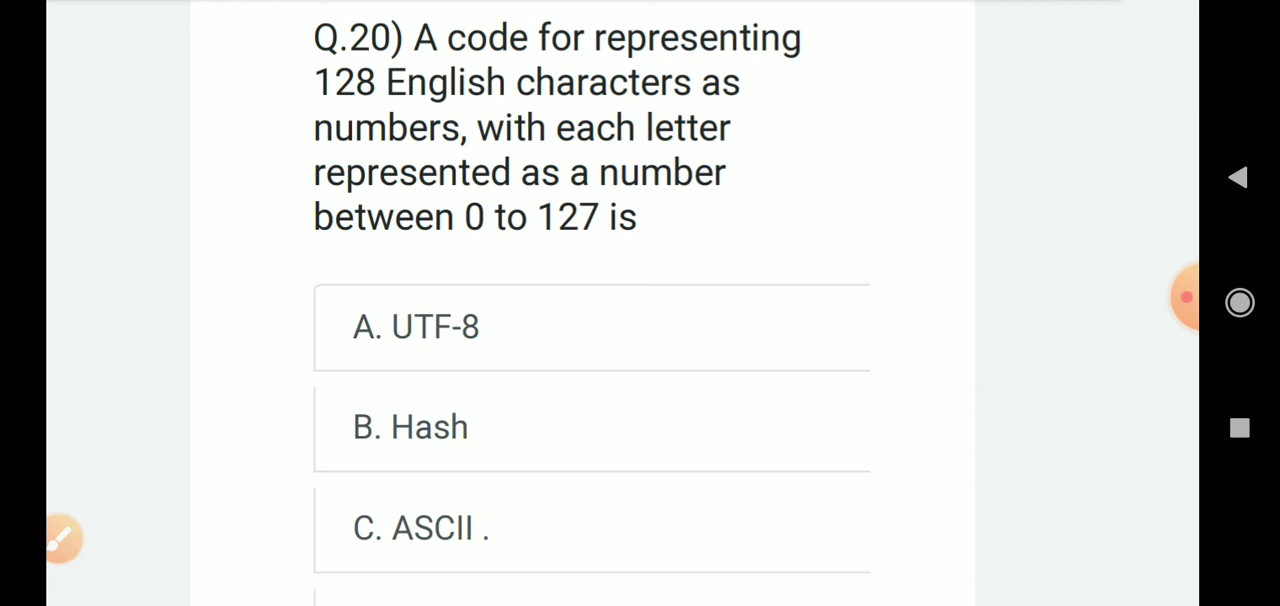 Q.20) A code for representing
128 English characters as
numbers, with each letter
represented as a number
between 0 to 127 is
A. UTF-8
B. Hash
C. ASCII .